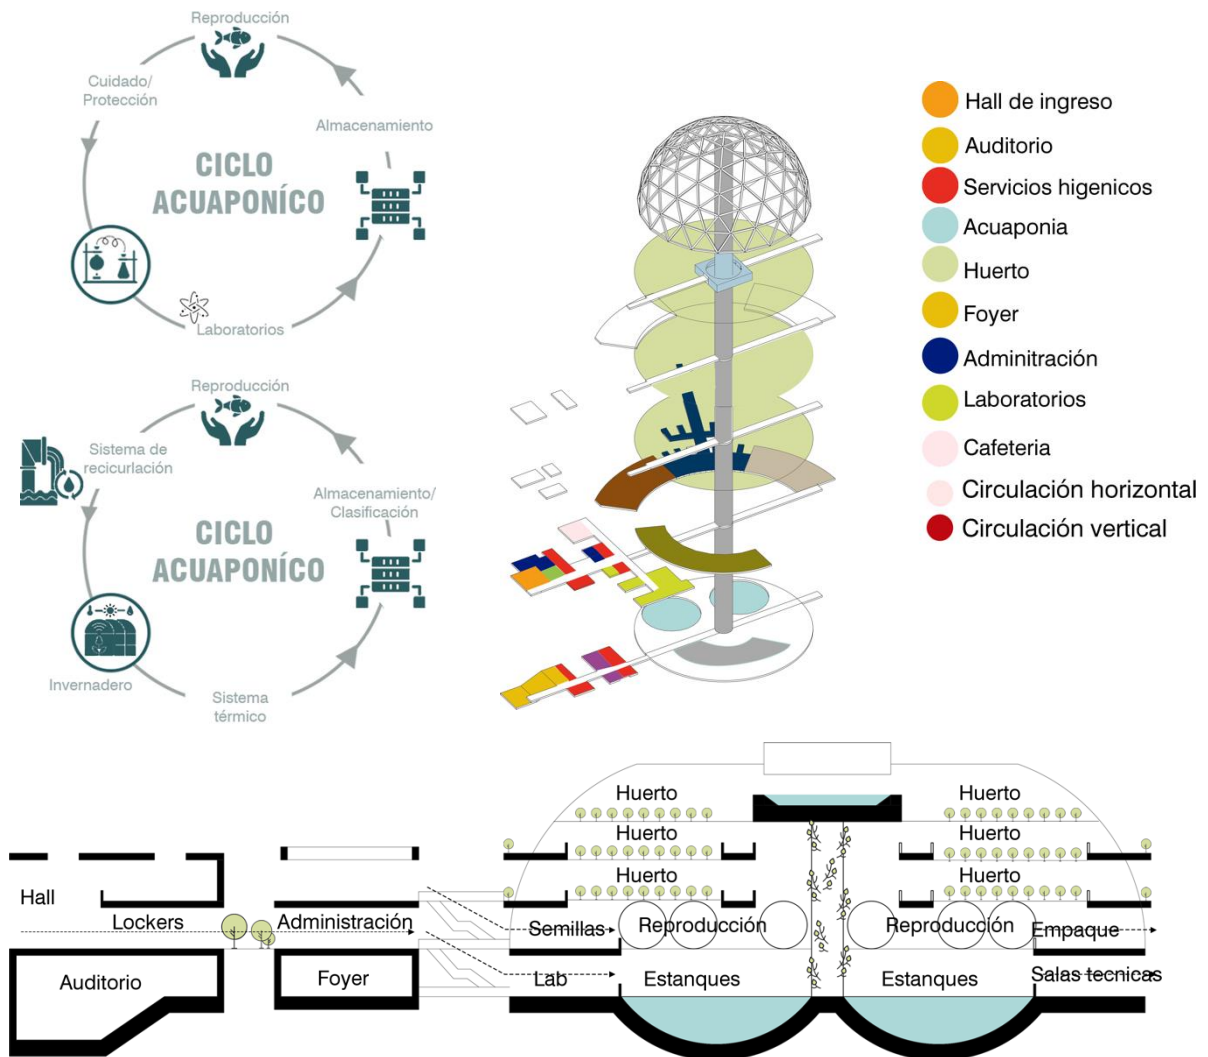 Reproducción
Cuidado/
Protección
Almacenamiento
CICLO
ACUAPONÍCO
Laboratorios
Reproducción
Sistema de
recicurlación
Almacenamiento/
Clasificación
CICLO
ACUAPONÍCO
Invernadero
Sistema
térmico
Hall de ingreso
Auditorio
Servicios higenicos
Acuaponia
Huerto
Foyer
Adminitración
Laboratorios
Cafeteria
Circulación horizontal
Circulación vertical
Huerto Huerto
Huerto Huerto
Huerto Huerto
Hall
Lockers Administración Semillas Reproducción Reproducción Empaque
Auditorio Foyer Lab Estanques Estanques Salas tecnicas